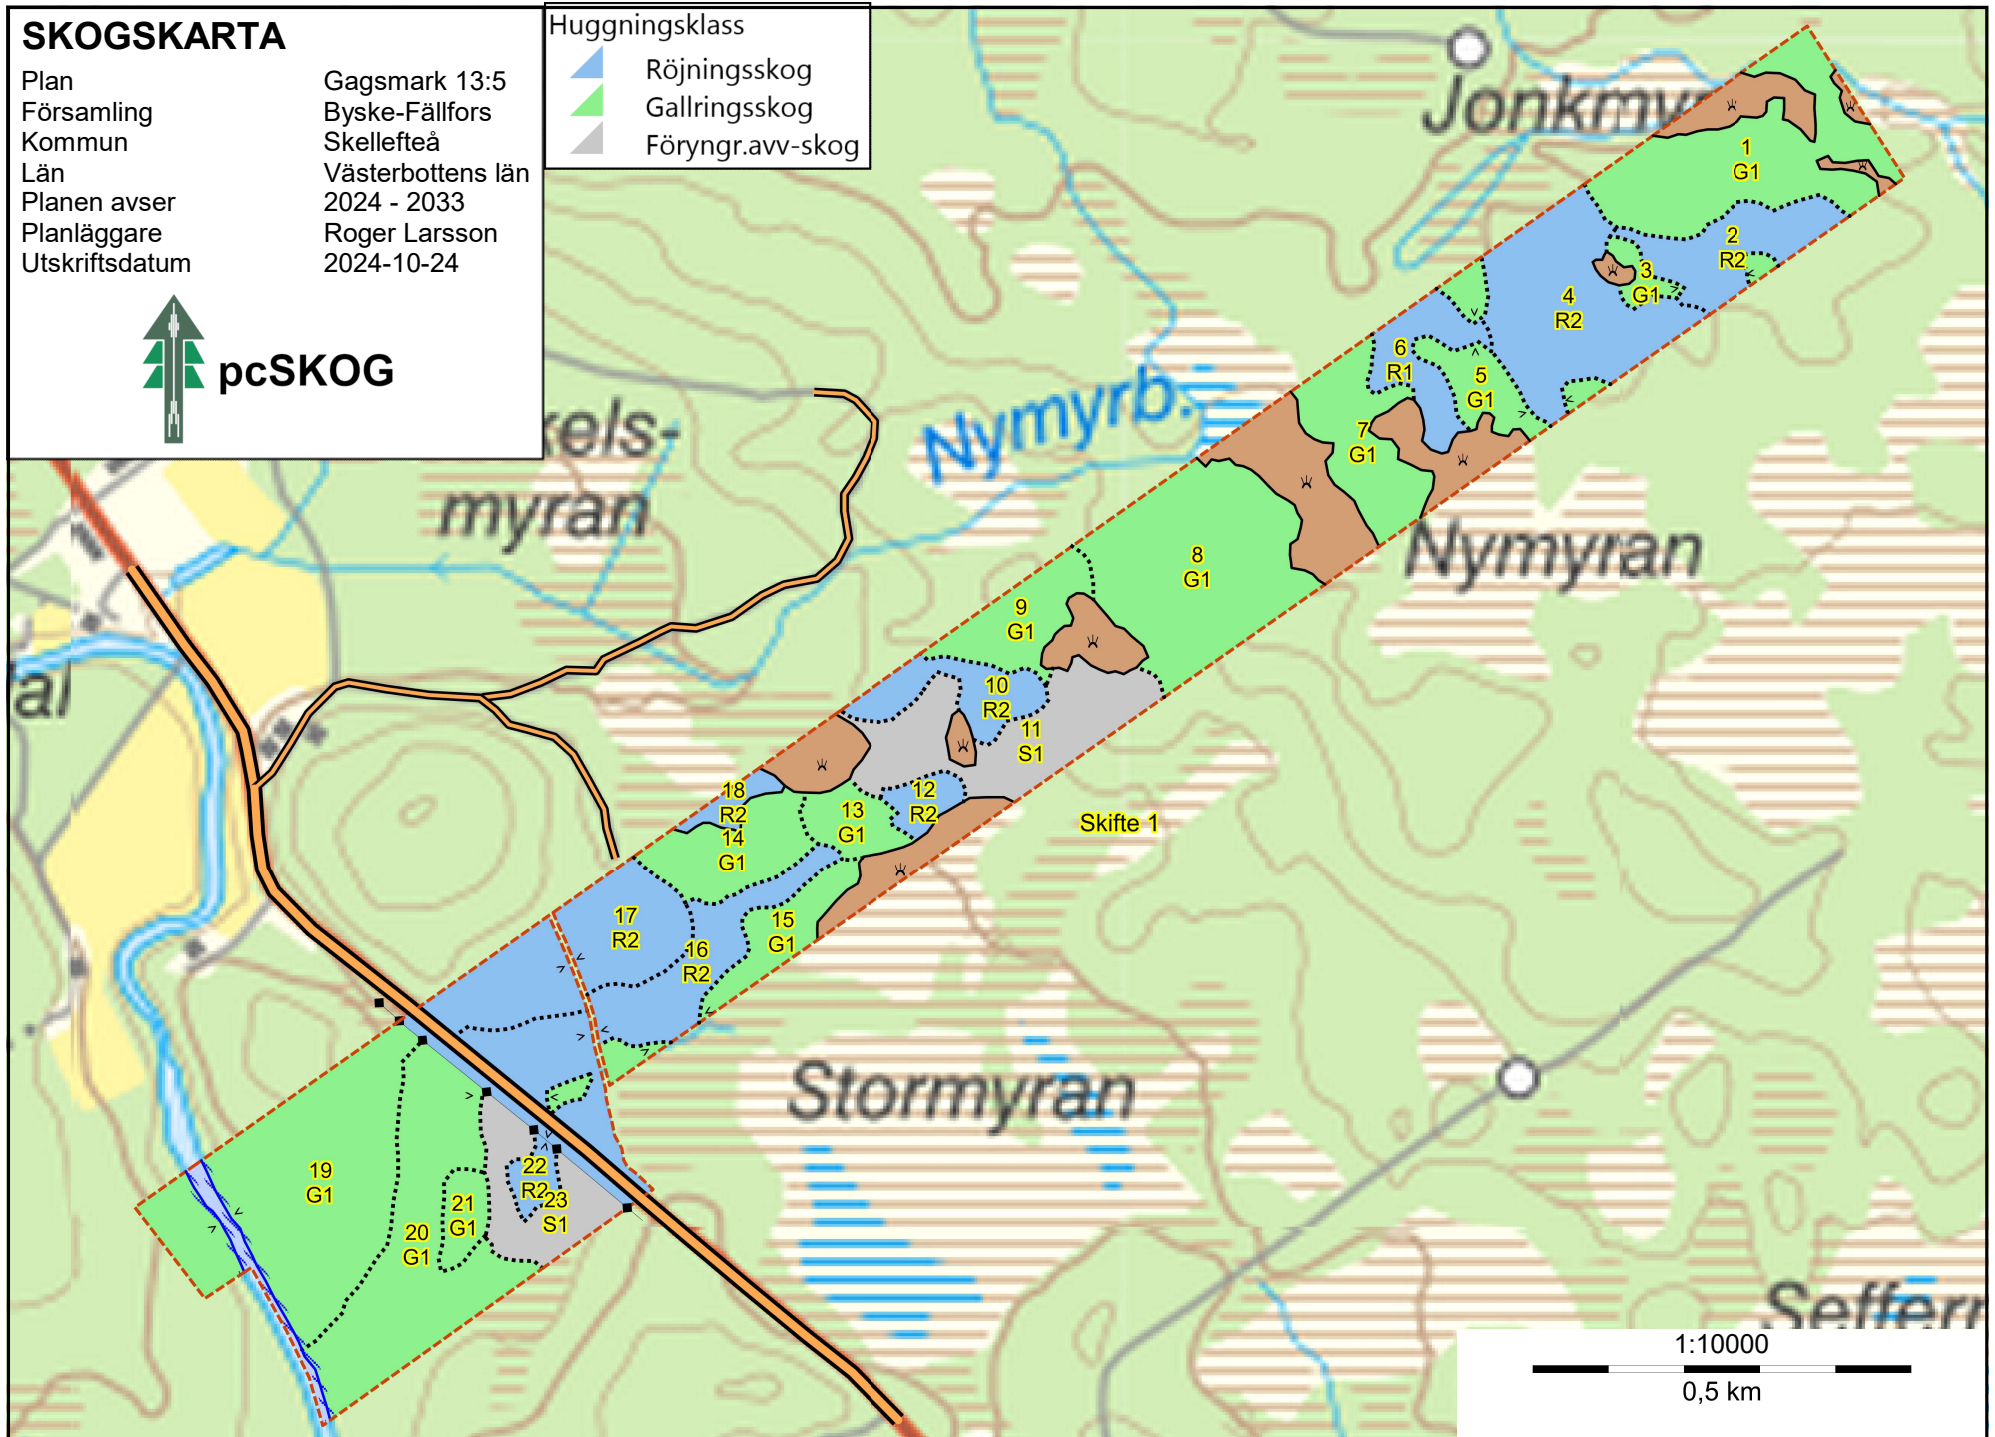 SKOGSKARTA
Plan Gagsmark 13:5
Församling Byske-Fällfors
Kommun Skellefteå
Län Västerbottens län
Planen avser 2024 - 2033
Planläggare Roger Larsson
Utskriftsdatum 2024-10-24
pcSKOG
Huggningsklass
Röjningsskog
Gallringsskog
Föryngr.avv-skog
Jonkmyr
1
G1
2
R2
3
G1
4
R2
5
G1
6
R1
7
G1
Nymyrb.
kels-
myran
Nymyran
8
G1
9
G1
10
R2
11
S1
12
R2
13
G1
18
R2
14
G1
Skifte 1
15
G1
16
R2
17
R2
al
Stormyran
19
G1
20
G1
21
G1
22
R2
23
S1
Seffern
1:10000
0,5 km